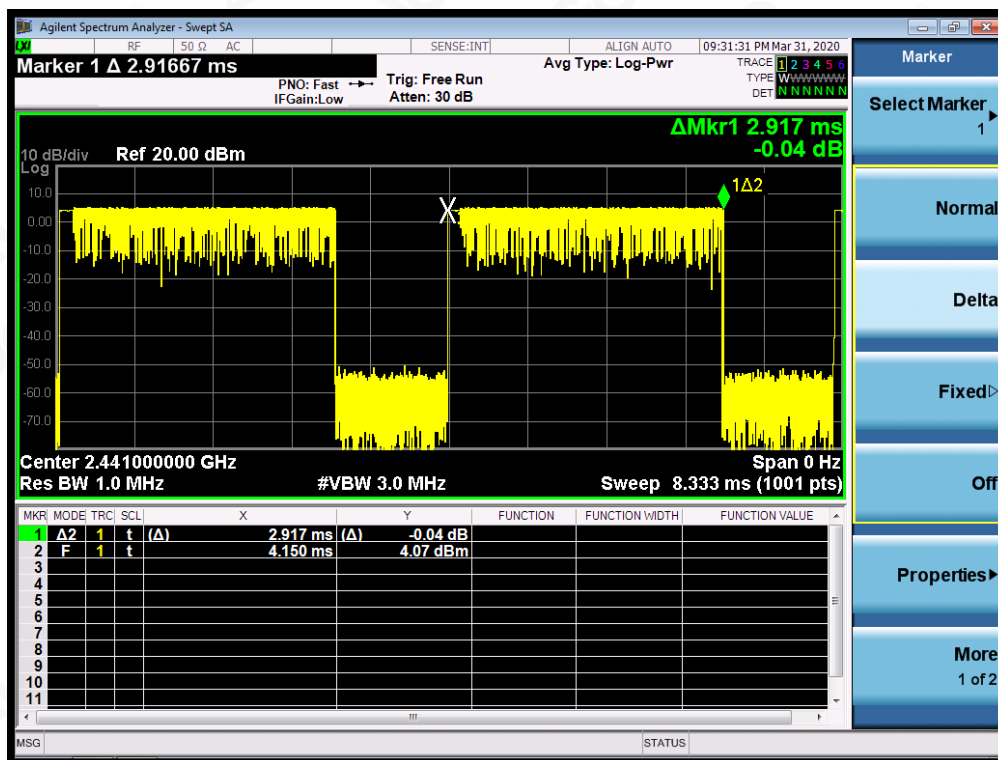 Agilent Spectrum Analyzer - Swept SA
LXI RF 50 Ω AC SENSE:INT ALIGN AUTO 09:31:31 PM Mar 31, 2020
Marker 1 Δ 2.91667 ms
PNO: Fast
IFGain:Low
Trig: Free Run
Atten: 30 dB
Avg Type: Log-Pwr
TRACE 1 2 3 4 5 6
TYPE WWWWWWW
DET N N N N N N
ΔMkr1 2.917 ms
-0.04 dB
10 dB/div Ref 20.00 dBm
Log
10.0
0.00
-10.0
-20.0
-30.0
-40.0
-50.0
-60.0
-70.0
X
1Δ2
Center 2.441000000 GHz Span 0 Hz
Res BW 1.0 MHz #VBW 3.0 MHz Sweep 8.333 ms (1001 pts)
MKR MODE TRC SCL X Y FUNCTION FUNCTION WIDTH FUNCTION VALUE
1 Δ2 1 t (Δ) 2.917 ms (Δ) -0.04 dB
2 F 1 t 4.150 ms 4.07 dBm
3
4
5
6
7
8
9
10
11
MSG STATUS
Marker
Select Marker
1
Normal
Delta
Fixed
Off
Properties
More
1 of 2